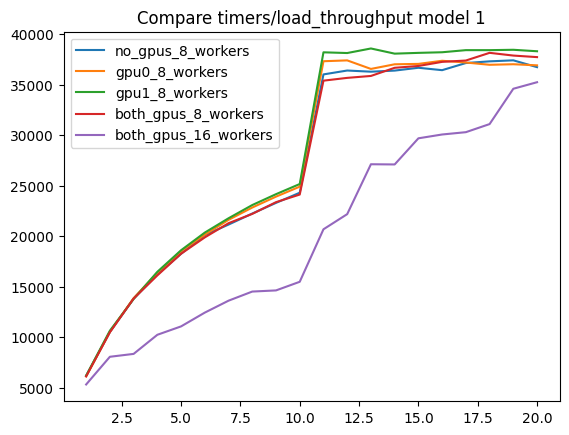 Compare timers/load_throughput model 1
no_gpus_8_workers
gpu0_8_workers
gpu1_8_workers
both_gpus_8_workers
both_gpus_16_workers
40000
35000
30000
25000
20000
15000
10000
5000
2.5 5.0 7.5 10.0 12.5 15.0 17.5 20.0